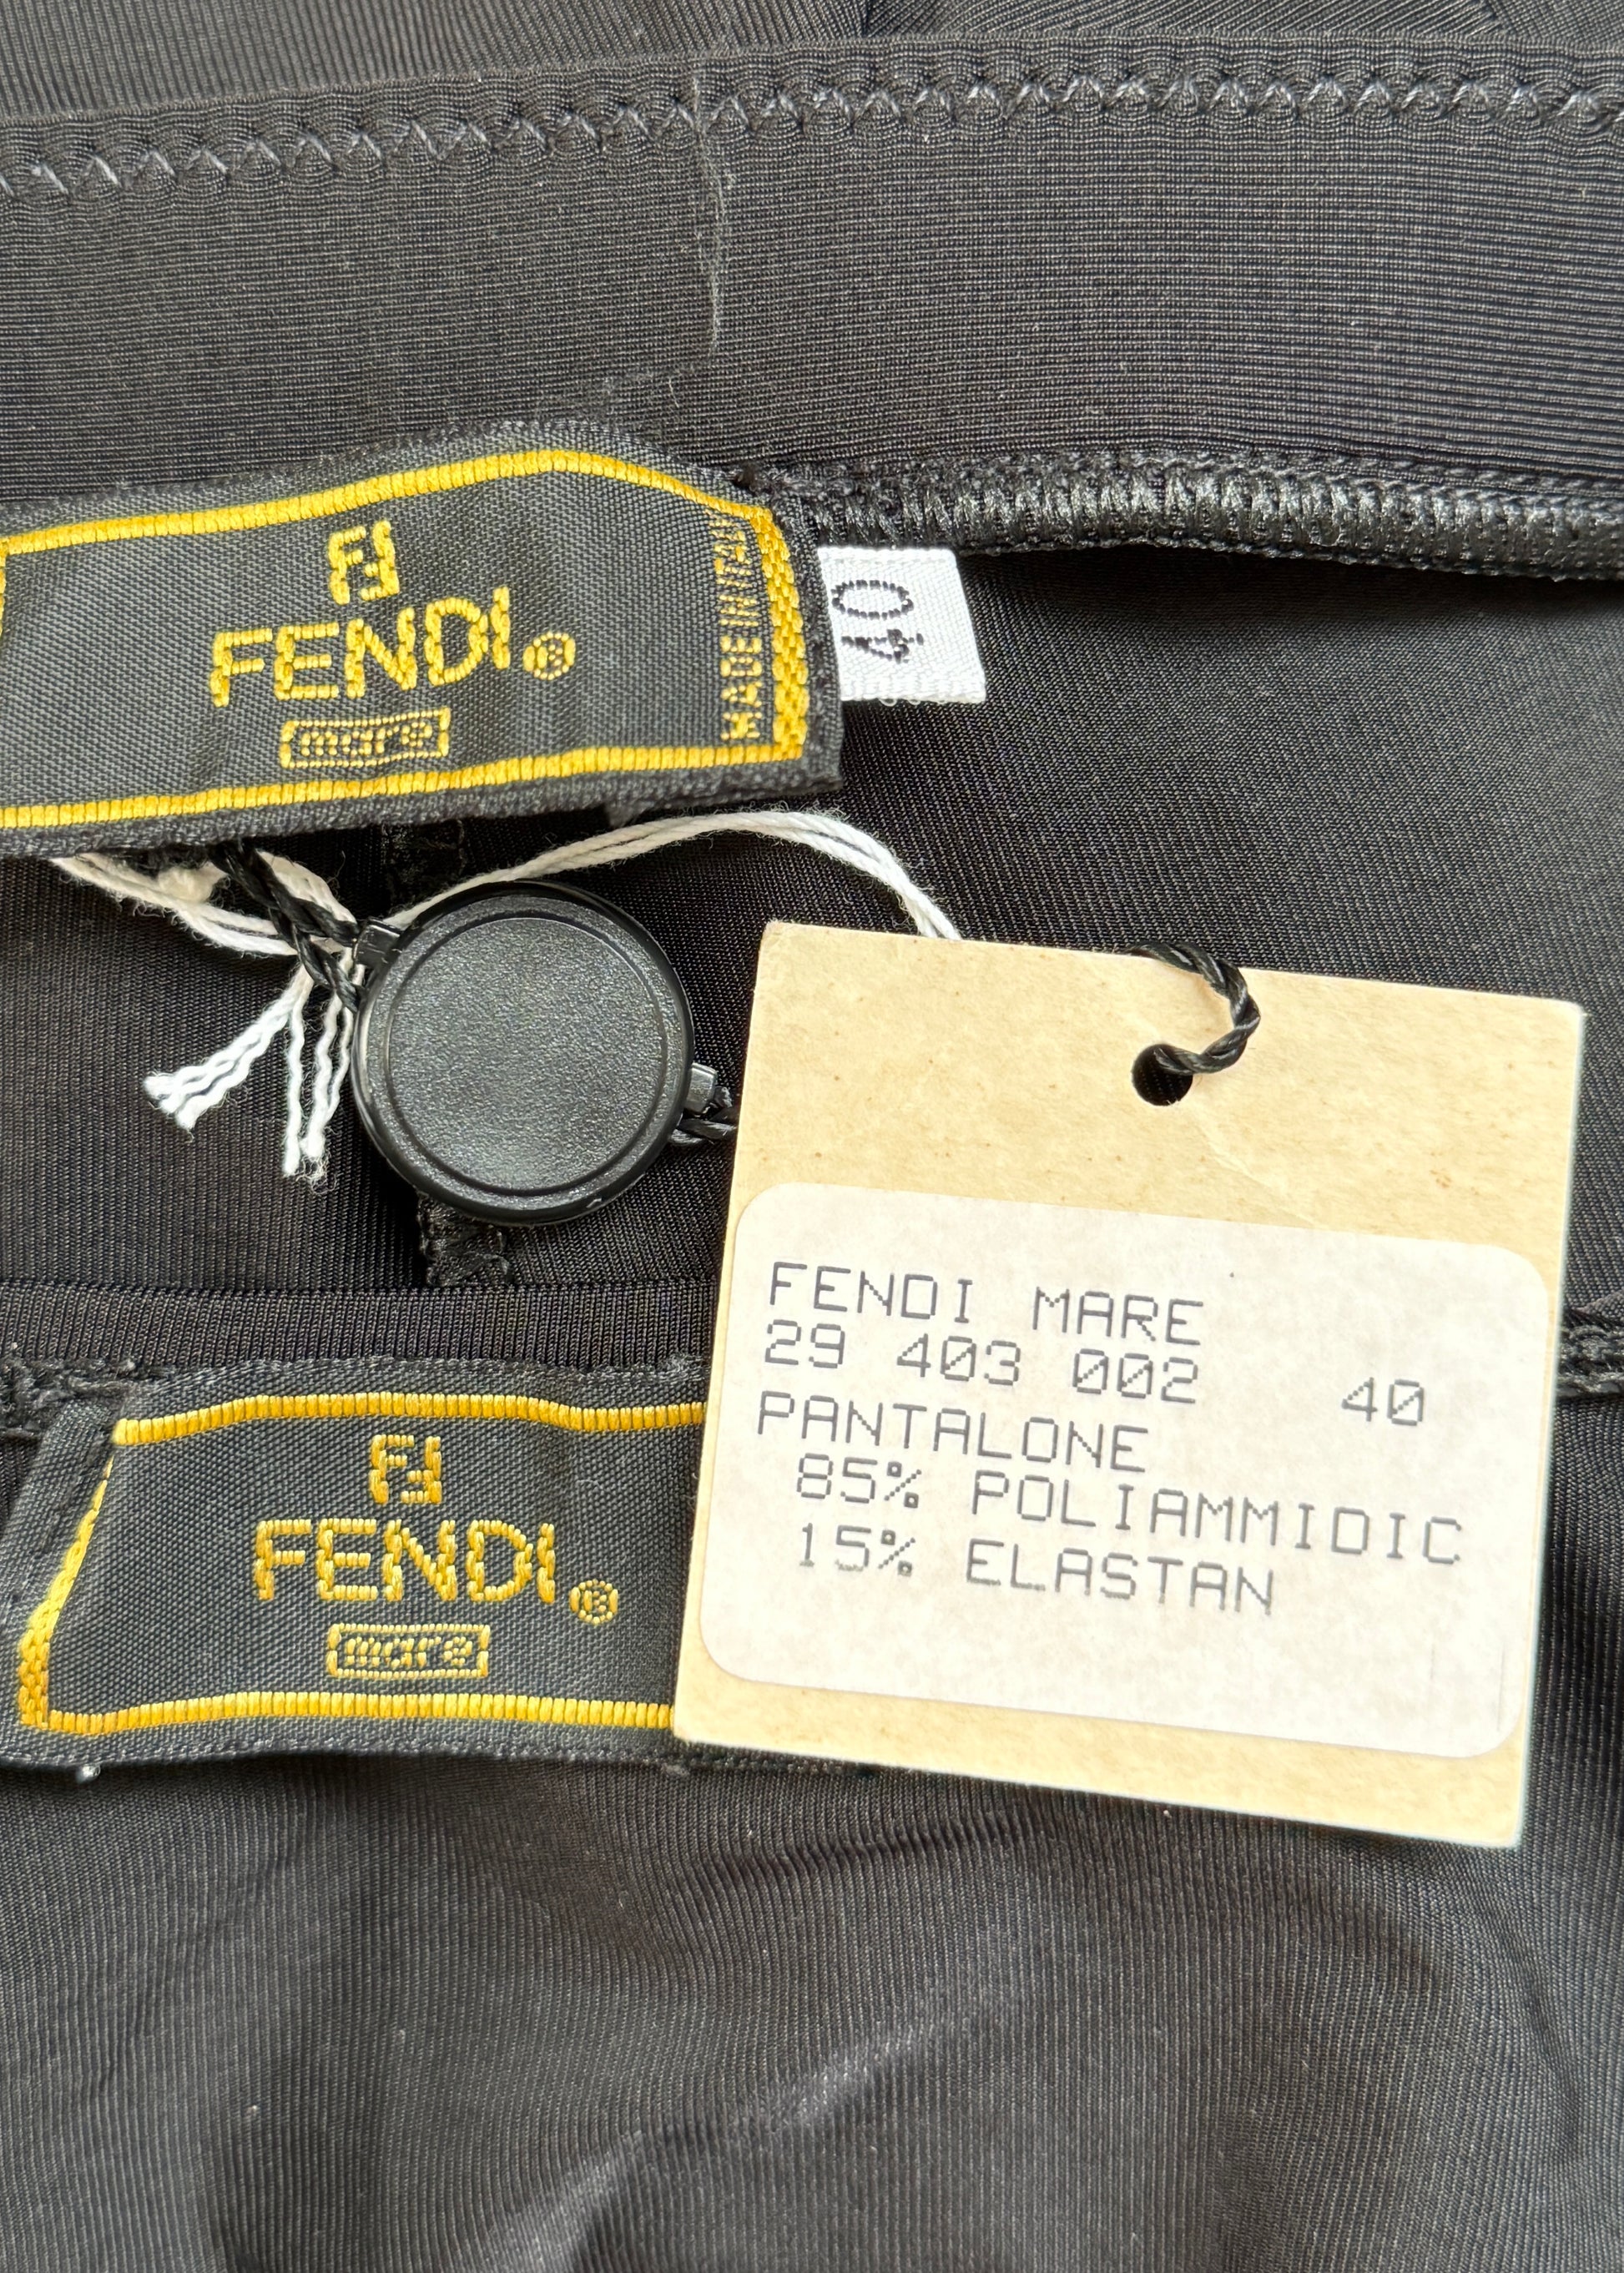 FENDI®
mare
MADE IN ITALY
40
FENDI®
mare
FENDI MARE
29 403 002 40
PANTALONE
85% POLIAMMIDIC
15% ELASTAN